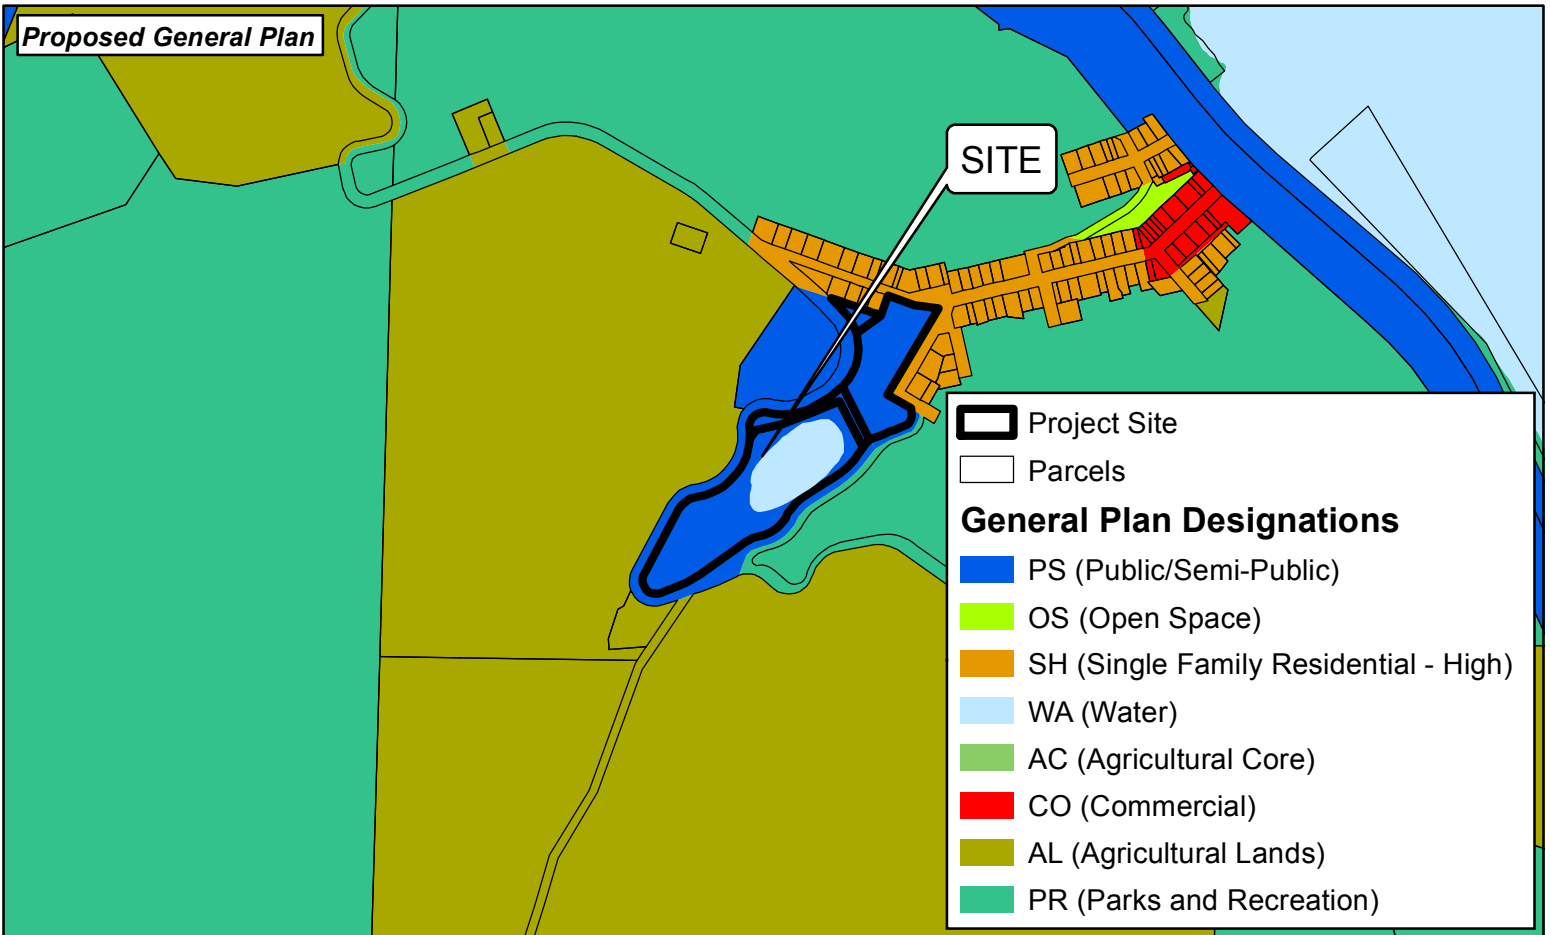 Proposed General Plan
SITE
Project Site
Parcels
General Plan Designations
PS (Public/Semi-Public)
OS (Open Space)
SH (Single Family Residential - High)
WA (Water)
AC (Agricultural Core)
CO (Commercial)
AL (Agricultural Lands)
PR (Parks and Recreation)